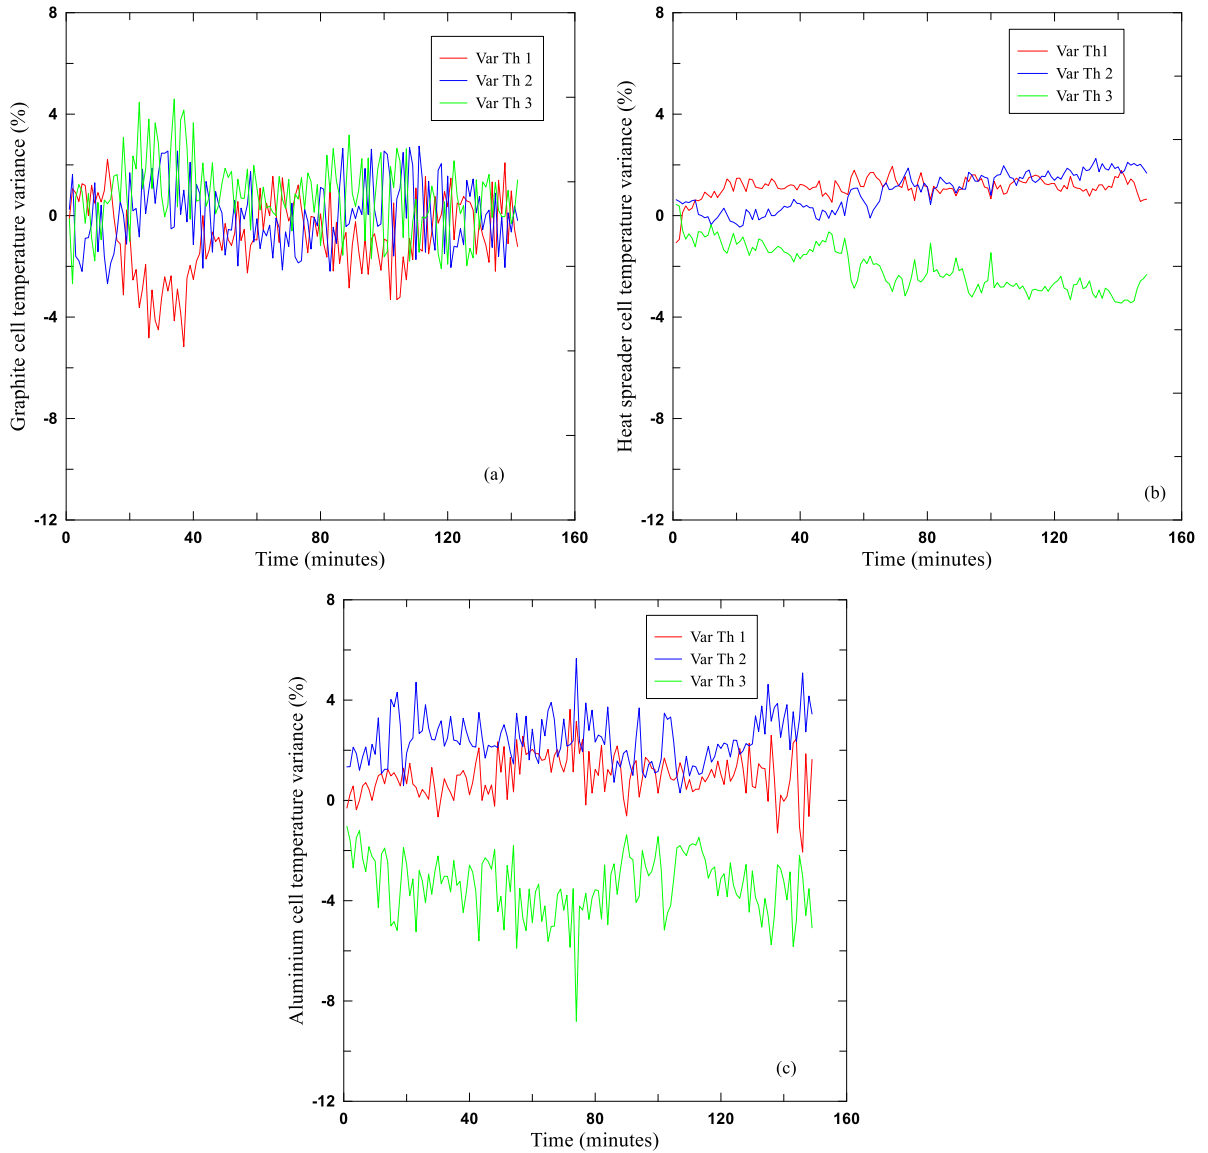 8
4
0
-4
-8
-12
Graphite cell temperature variance (%)
Var Th 1
Var Th 2
Var Th 3
(a)
0
40
80
120
160
Time (minutes)
8
4
0
-4
-8
-12
Heat spreader cell temperature variance (%)
Var Th1
Var Th 2
Var Th 3
(b)
0
40
80
120
160
Time (minutes)
8
4
0
-4
-8
-12
Aluminium cell temperature variance (%)
Var Th 1
Var Th 2
Var Th 3
(c)
0
40
80
120
160
Time (minutes)